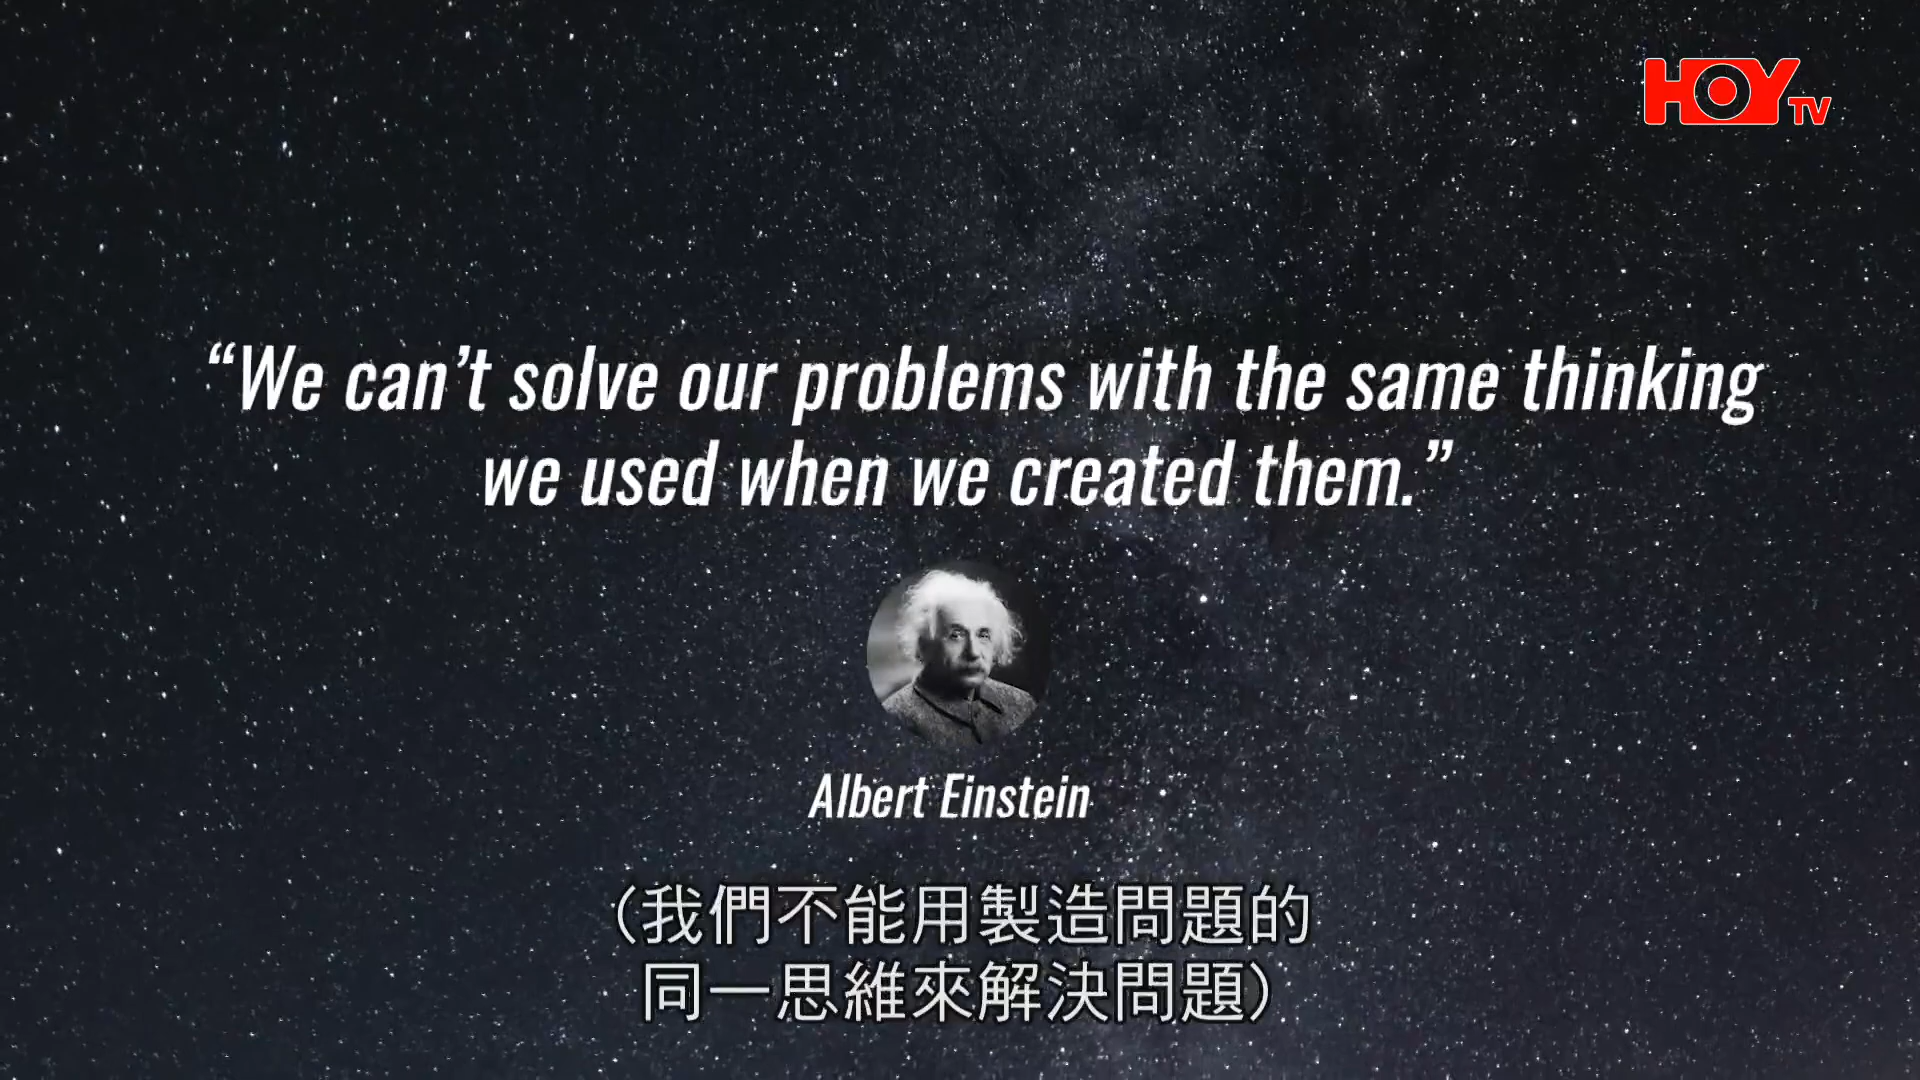 HOY TV
“We can’t solve our problems with the same thinking
we used when we created them.”
Albert Einstein
（我們不能用製造問題的
同一思維來解決問題）